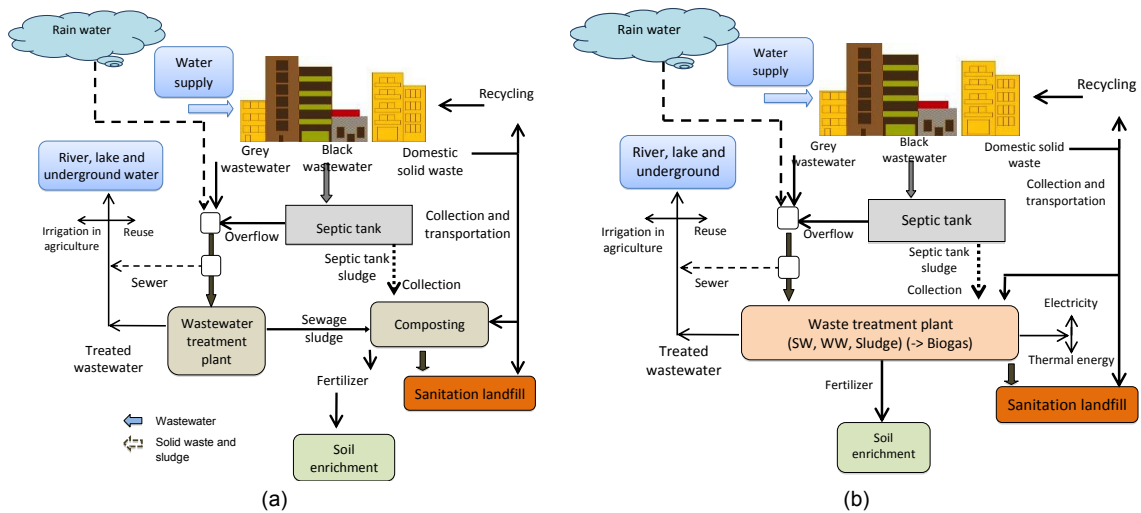 Rain water
Water
supply
Recycling
Grey
wastewater
Black
wastewater
Domestic
solid waste
River, lake and
underground water
Irrigation in
agriculture
Reuse
Overflow
Septic tank
Collection and
transportation
Septic tank
sludge
Sewer
Collection
Wastewater
treatment
plant
Sewage
sludge
Composting
Treated
wastewater
Fertilizer
Sanitation landfill
Wastewater
Solid waste and
sludge
Soil
enrichment
(a)
Rain water
Water
supply
Recycling
Grey
wastewater
Black
wastewater
Domestic solid
waste
River, lake and
underground
Collection and
transportation
Irrigation in
agriculture
Reuse
Overflow
Septic tank
Septic tank
sludge
Sewer
Collection
Electricity
Waste treatment plant
(SW, WW, Sludge) (-> Biogas)
Thermal energy
Treated
wastewater
Fertilizer
Sanitation landfill
Soil
enrichment
(b)